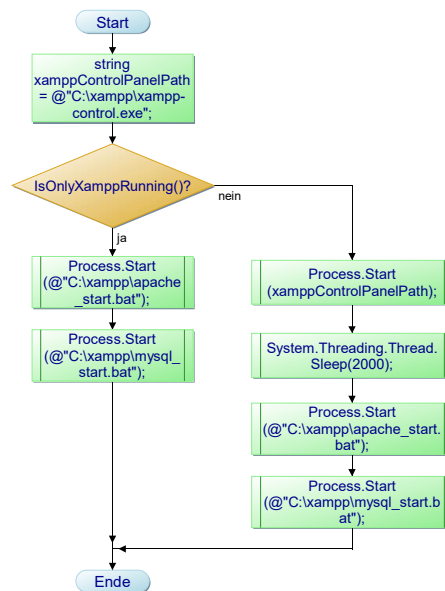 Start
string
xamppControlPanelPath
= @"C:\xampp\xampp-
control.exe";
IsOnlyXamppRunning()?
nein
ja
Process.Start
(@"C:\xampp\apache
_start.bat");
Process.Start
(@"C:\xampp\mysql_
start.bat");
Process.Start
(xamppControlPanelPath);
System.Threading.Thread.
Sleep(2000);
Process.Start
(@"C:\xampp\apache_start.
bat");
Process.Start
(@"C:\xampp\mysql_start.b
at");
Ende